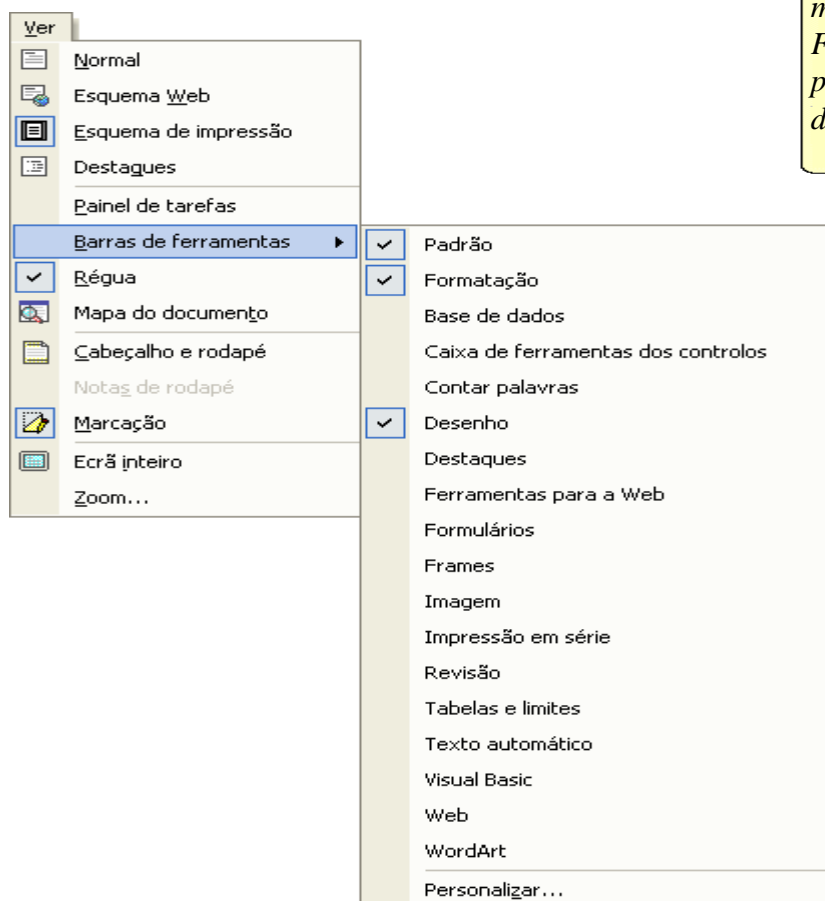 Ver
Normal
Esquema Web
Esquema de impressão
Destaques
Painel de tarefas
Barras de ferramentas
Régua
Mapa do documento
Cabeçalho e rodapé
Notas de rodapé
Marcação
Ecrã inteiro
Zoom...
Padrão
Formatação
Base de dados
Caixa de ferramentas dos controlos
Contar palavras
Desenho
Destaques
Ferramentas para a Web
Formulários
Frames
Imagem
Impressão em série
Revisão
Tabelas e limites
Texto automático
Visual Basic
Web
WordArt
Personalizar...